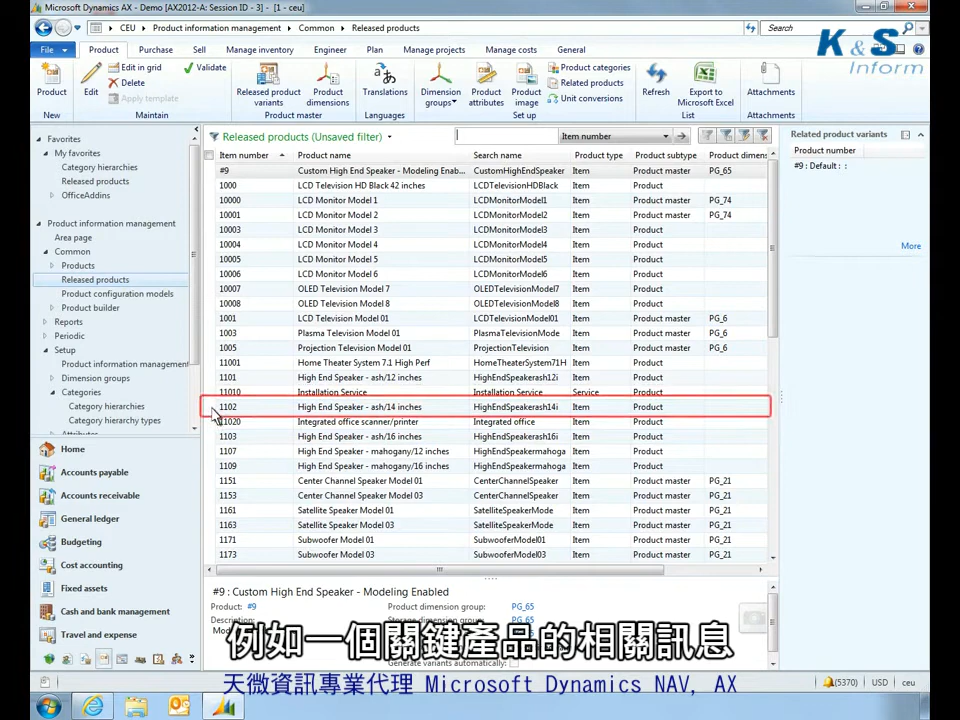 Microsoft Dynamics AX - Demo [AX2012-A: Session ID - 3] - [1 - ceu]
CEU Product information management Common Released products
Search
K & S
Inform
File Product Purchase Sell Manage inventory Engineer Plan Manage projects Manage costs General
Product
New
Edit
Edit in grid
Delete
Apply template
Validate
Maintain
Released product variants
Product dimensions
Product master
Translations
Languages
Dimension groups
Product attributes
Product image
Product categories
Related products
Unit conversions
Set up
Refresh
Export to Microsoft Excel
List
Attachments
Attachments
Favorites
My favorites
Category hierarchies
Released products
OfficeAddins
Product information management
Area page
Common
Products
Released products
Product configuration models
Product builder
Reports
Periodic
Setup
Product information management
Dimension groups
Categories
Category hierarchies
Category hierarchy types
Attributes
Home
Accounts payable
Accounts receivable
General ledger
Budgeting
Cost accounting
Fixed assets
Cash and bank management
Travel and expense
Released products (Unsaved filter)
Item number
Item number Product name Search name Product type Product subtype Product dimens
#9 Custom High End Speaker - Modeling Enab... CustomHighEndSpeaker Item Product master PG_65
1000 LCD Television HD Black 42 inches LCDTelevisionHDBlack Item Product
10000 LCD Monitor Model 1 LCDMonitorModel1 Item Product master PG_74
10001 LCD Monitor Model 2 LCDMonitorModel2 Item Product master PG_74
10003 LCD Monitor Model 3 LCDMonitorModel3 Item Product
10004 LCD Monitor Model 4 LCDMonitorModel4 Item Product
10005 LCD Monitor Model 5 LCDMonitorModel5 Item Product
10006 LCD Monitor Model 6 LCDMonitorModel6 Item Product
10007 OLED Television Model 7 OLEDTelevisionModel7 Item Product
10008 OLED Television Model 8 OLEDTelevisionModel8 Item Product
1001 LCD Television Model 01 LCDTelevisionModel01 Item Product master PG_6
1003 Plasma Television Model 01 PlasmaTelevisionMode Item Product master PG_6
1005 Projection Television Model 01 ProjectionTelevision Item Product master PG_6
11001 Home Theater System 7.1 High Perf HomeTheaterSystem71H Item Product
1101 High End Speaker - ash/12 inches HighEndSpeakerash12i Item Product
11010 Installation Service Installation Service Service Product
1102 High End Speaker - ash/14 inches HighEndSpeakerash14i Item Product
11020 Integrated office scanner/printer Integrated office Item Product
1103 High End Speaker - ash/16 inches HighEndSpeakerash16i Item Product
1107 High End Speaker - mahogany/12 inches HighEndSpeakermahoga Item Product
1109 High End Speaker - mahogany/16 inches HighEndSpeakermahoga Item Product
1151 Center Channel Speaker Model 01 CenterChannelSpeaker Item Product master PG_21
1153 Center Channel Speaker Model 03 CenterChannelSpeaker Item Product master PG_21
1161 Satellite Speaker Model 01 SatelliteSpeakerMode Item Product master PG_21
1163 Satellite Speaker Model 03 SatelliteSpeakerMode Item Product master PG_21
1171 Subwoofer Model 01 SubwooferModel01 Item Product master PG_21
1173 Subwoofer Model 03 SubwooferModel03 Item Product master PG_21
Related product variants
Product number
#9 : Default : :
More
#9 : Custom High End Speaker - Modeling Enabled
Product: #9 Product dimension group: PG_65
Description:
例如一個關鍵產品的相關訊息
Generate variants automatically:
天微資訊專業代理 Microsoft Dynamics NAV, AX
(5370) USD ceu